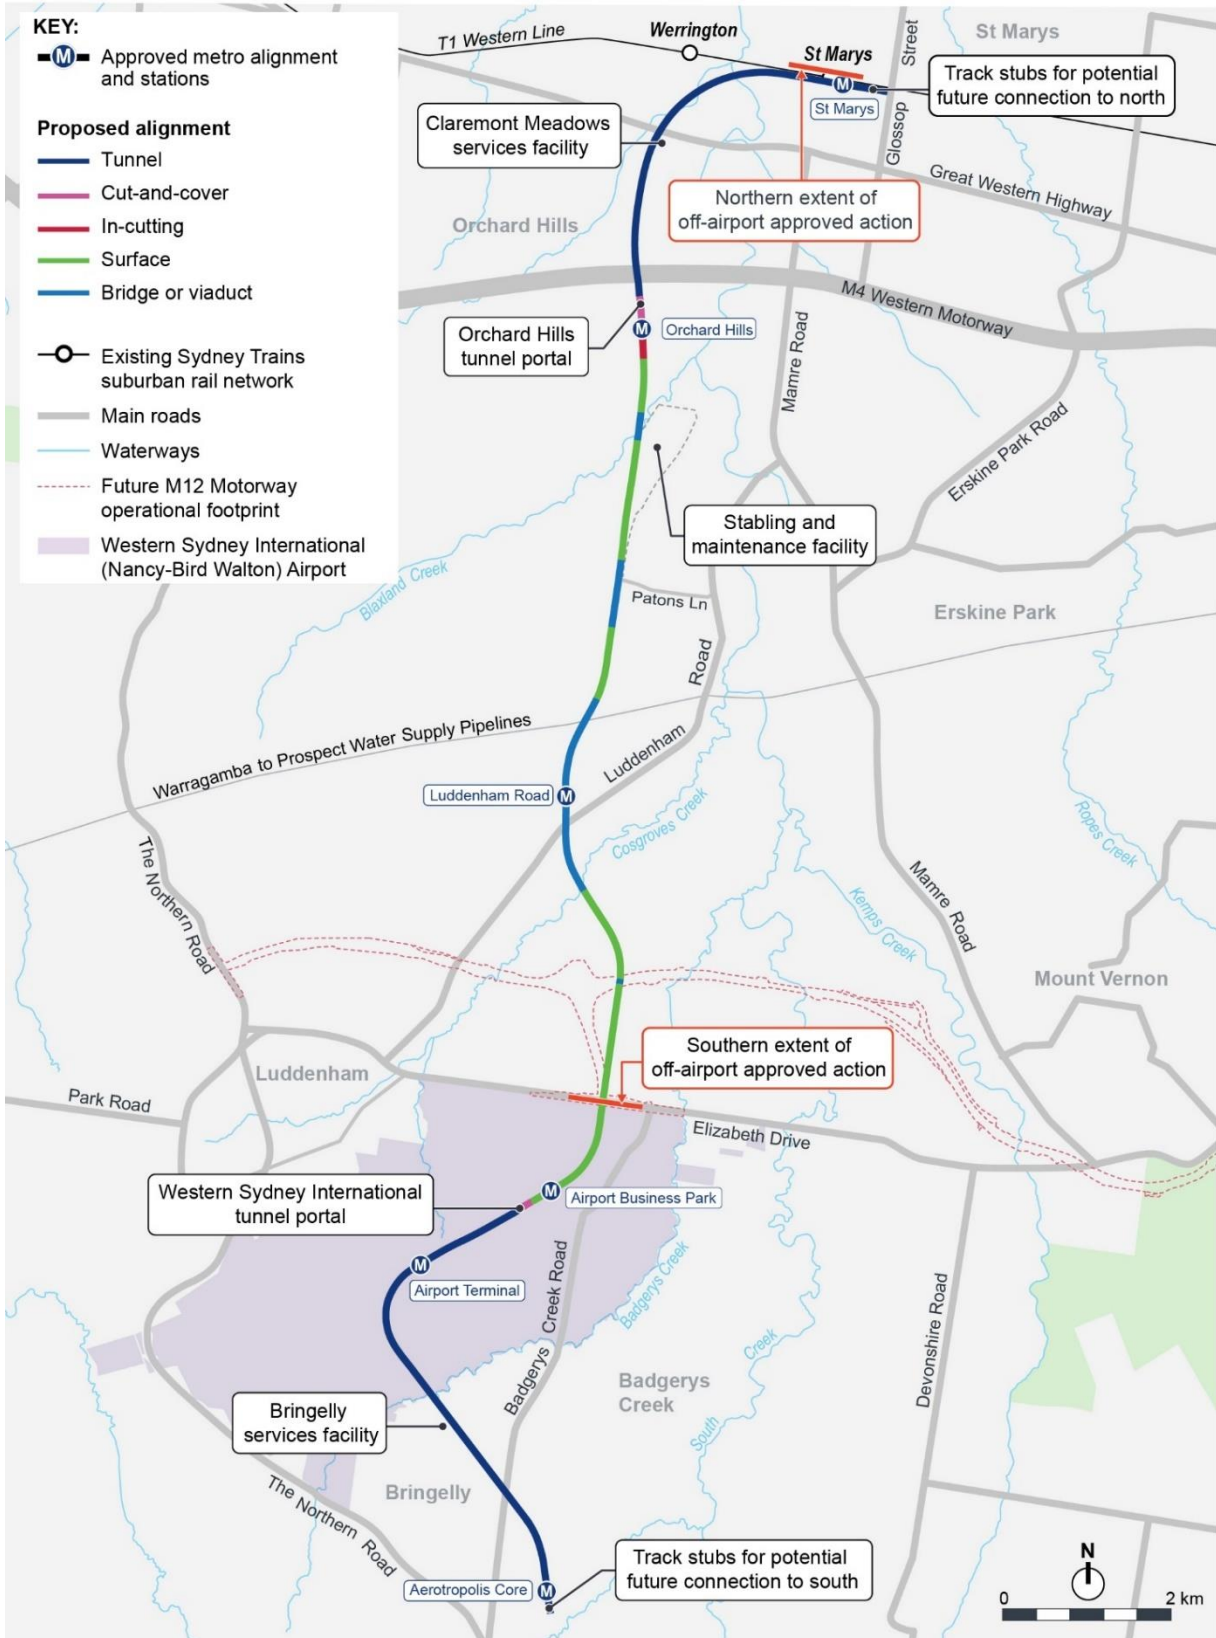 KEY:
M
Approved metro alignment
and stations
Proposed alignment
Tunnel
Cut-and-cover
In-cutting
Surface
Bridge or viaduct
Existing Sydney Trains
suburban rail network
Main roads
Waterways
Future M12 Motorway
operational footprint
Western Sydney International
(Nancy-Bird Walton) Airport
T1 Western Line
Werrington
St Marys
M
St Marys
Street
Glossop
St Marys
Track stubs for potential
future connection to north
Claremont Meadows
services facility
Northern extent of
off-airport approved action
Great Western Highway
Orchard Hills
M4 Western Motorway
Orchard Hills
tunnel portal
M
Orchard Hills
Mamre Road
Erskine Park Road
Stabling and
maintenance facility
Blaxland Creek
Patons Ln
Erskine Park
Road
Luddenham
Warragamba to Prospect Water Supply Pipelines
Luddenham Road
M
Cosgroves Creek
Ropes Creek
The Northern Road
Kemps Creek
Mamre Road
Mount Vernon
Southern extent of
off-airport approved action
Luddenham
Park Road
Elizabeth Drive
Western Sydney International
tunnel portal
M
Airport Business Park
M
Airport Terminal
Badgerys Creek
Creek Road
Badgerys
Devonshire Road
Creek
South
Badgerys
Creek
Bringelly
services facility
Bringelly
The Northern Road
Aerotropolis Core
M
Track stubs for potential
future connection to south
N
0
2 km